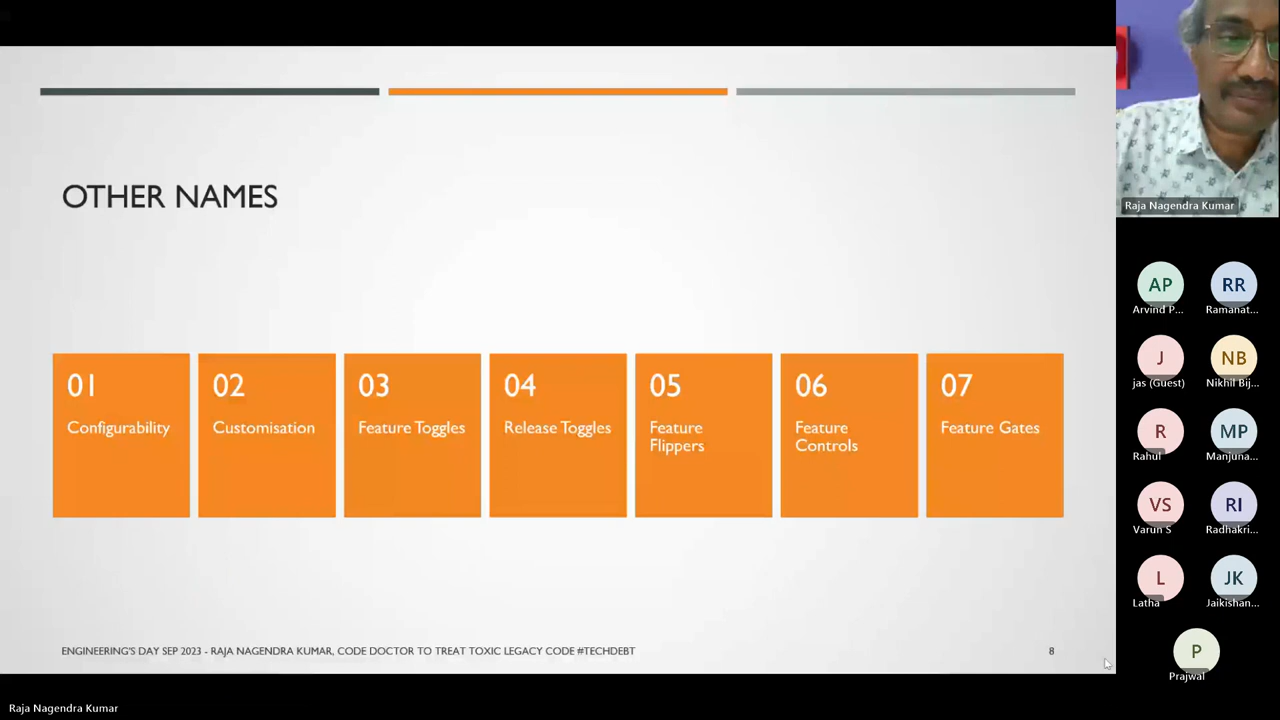 OTHER NAMES
01
Configurability
02
Customisation
03
Feature Toggles
04
Release Toggles
05
Feature
Flippers
06
Feature
Controls
07
Feature Gates
ENGINEERING'S DAY SEP 2023 - RAJA NAGENDRA KUMAR, CODE DOCTOR TO TREAT TOXIC LEGACY CODE #TECHDEBT
8
Raja Nagendra Kumar
AP
Arvind P...
RR
Ramanat...
J
jas (Guest)
NB
Nikhil Bij...
R
Rahul
MP
Manjuna...
VS
Varun S
RI
Radhakri...
L
Latha
JK
Jaikishan...
P
Prajwal
Raja Nagendra Kumar